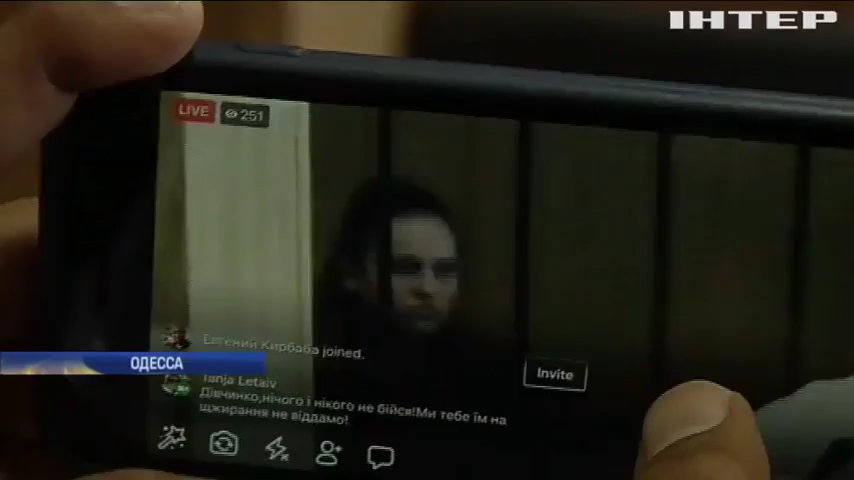 ІНТЕР
LIVE 251
Евгений Кирбаба joined.
ОДЕССА
Invite
Tanja Letaiv
Дівчинко,нічого і нікого не бійся!Ми тебе їм на
щжирання не віддамо!